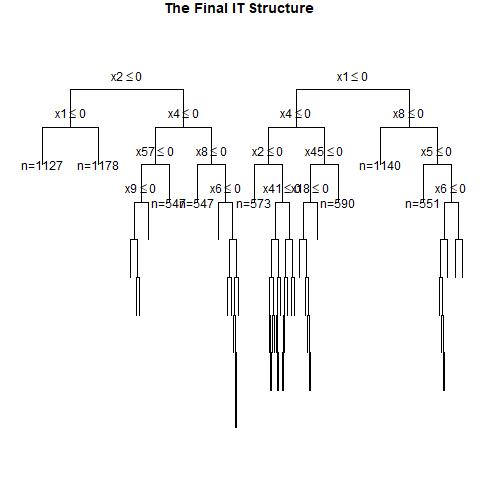 The Final IT Structure
x2 ≤ 0 x1 ≤ 0
x1 ≤ 0 x4 ≤ 0 x4 ≤ 0 x8 ≤ 0
n=1127 n=1178 x57 ≤ 0 x8 ≤ 0 x2 ≤ 0 x45 ≤ 0 n=1140 x5 ≤ 0
x9 ≤ 0 n=547 n=547 x6 ≤ 0 n=573 x41 ≤ 0 x18 ≤ 0 n=590 n=551 x6 ≤ 0